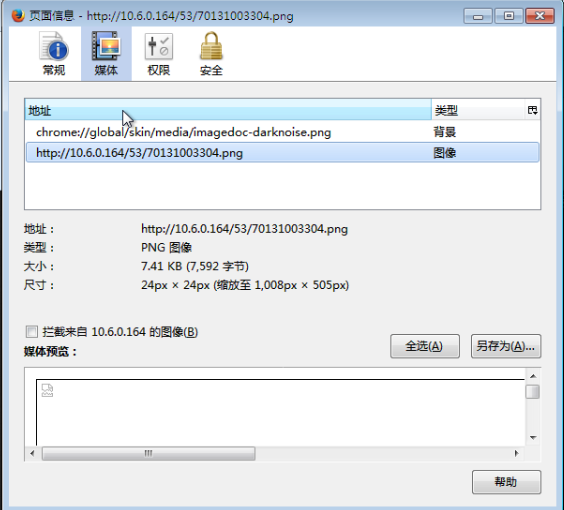 页面信息 - http://10.6.0.164/53/70131003304.png
常规 媒体 权限 安全
地址 类型
chrome://global/skin/media/imagedoc-darknoise.png 背景
http://10.6.0.164/53/70131003304.png 图像
地址： http://10.6.0.164/53/70131003304.png
类型： PNG 图像
大小： 7.41 KB (7,592 字节)
尺寸： 24px × 24px (缩放至 1,008px × 505px)
拦截来自 10.6.0.164 的图像(B)
媒体预览： 全选(A) 另存为(A)...
帮助